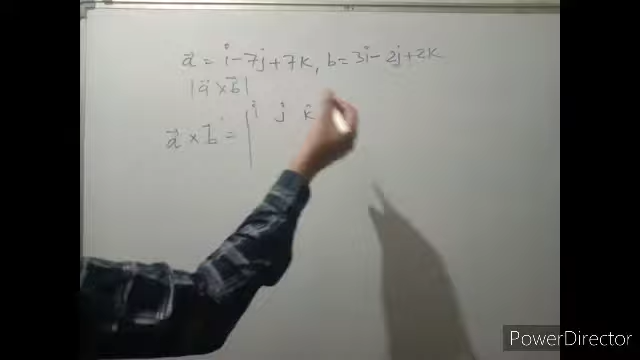 a⃗ = i - 7j + 7k, b = 3i - 2j + 2k
|a⃗ × b⃗|
i j k
a⃗ × b⃗ = |
PowerDirector